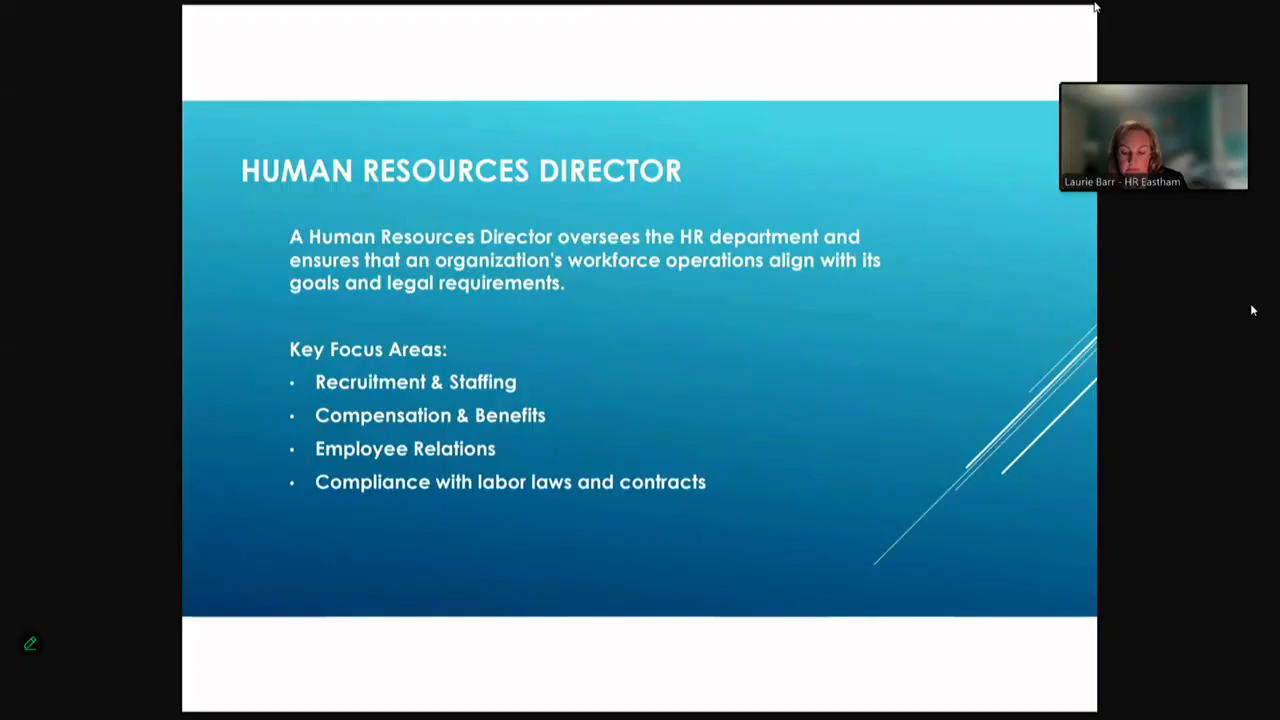 HUMAN RESOURCES DIRECTOR
A Human Resources Director oversees the HR department and
ensures that an organization's workforce operations align with its
goals and legal requirements.
Key Focus Areas:
• Recruitment & Staffing
• Compensation & Benefits
• Employee Relations
• Compliance with labor laws and contracts
Laurie Barr - HR Eastham